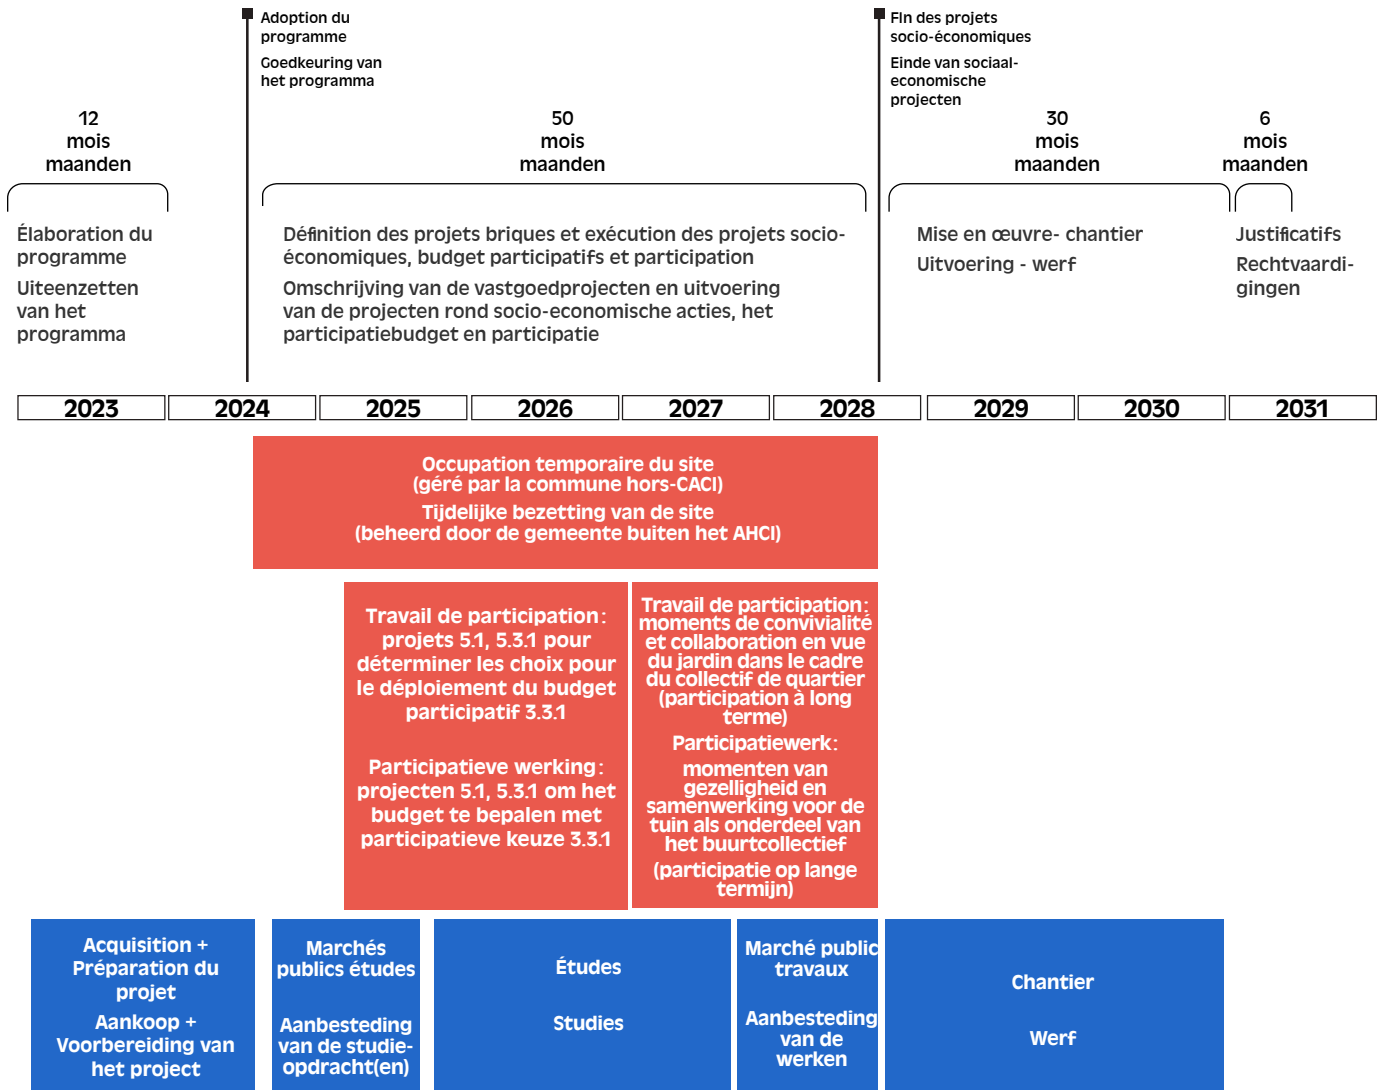 Adoption du
programme
Goedkeuring van
het programma
Fin des projets
socio-économiques
Einde van sociaal-
economische
projecten
12
mois
maanden
50
mois
maanden
30
mois
maanden
6
mois
maanden
Élaboration du
programme
Uiteenzetten
van het
programma
Définition des projets briques et exécution des projets socio-
économiques, budget participatifs et participation
Omschrijving van de vastgoedprojecten en uitvoering
van de projecten rond socio-economische acties, het
participatiebudget en participatie
Mise en œuvre- chantier
Uitvoering - werf
Justificatifs
Rechtvaardi-
gingen
2023
2024
2025
2026
2027
2028
2029
2030
2031
Occupation temporaire du site
(géré par la commune hors-CACI)
Tijdelijke bezetting van de site
(beheerd door de gemeente buiten het AHCI)
Travail de participation:
projets 5.1, 5.3.1 pour
déterminer les choix pour
le déploiement du budget
participatif 3.3.1
Participatieve werking:
projecten 5.1, 5.3.1 om het
budget te bepalen met
participatieve keuze 3.3.1
Travail de participation:
moments de convivialité
et collaboration en vue
du jardin dans le cadre
du collectif de quartier
(participation à long
terme)
Participatiewerk:
momenten van
gezelligheid en
samenwerking voor de
tuin als onderdeel van
het buurtcollectief
(participatie op lange
termijn)
Acquisition +
Préparation du
projet
Aankoop +
Voorbereiding van
het project
Marchés
publics études
Aanbesteding
van de studie-
opdracht(en)
Études
Studies
Marché public
travaux
Aanbesteding
van de
werken
Chantier
Werf